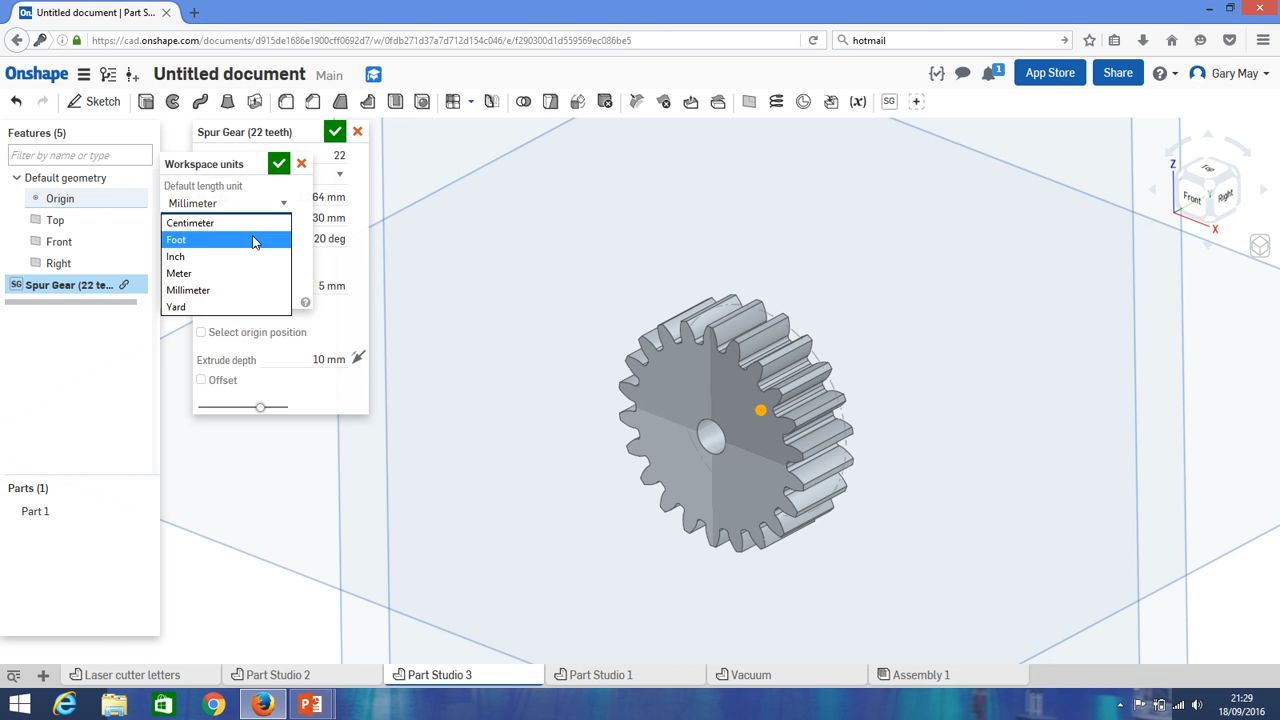 Untitled document | Part S...
https://cad.onshape.com/documents/d915de1686e1900cff0692d7/w/0fdb271d37a7d712d154c046/e/f290300d1d559569ec086be5
hotmail
Onshape
Untitled document
Main
1
App Store
Share
Gary May
Sketch
(x)
SG
Features (5)
Filter by name or type
Default geometry
Origin
Top
Front
Right
SG Spur Gear (22 te...
Parts (1)
Part 1
Spur Gear (22 teeth)
22
64 mm
30 mm
20 deg
5 mm
Select origin position
Extrude depth 10 mm
Offset
Workspace units
Default length unit
Millimeter
Centimeter
Foot
Inch
Meter
Millimeter
Yard
Z
Top
Front
Right
Y
X
Laser cutter letters
Part Studio 2
Part Studio 3
Part Studio 1
Vacuum
Assembly 1
21:29
18/09/2016